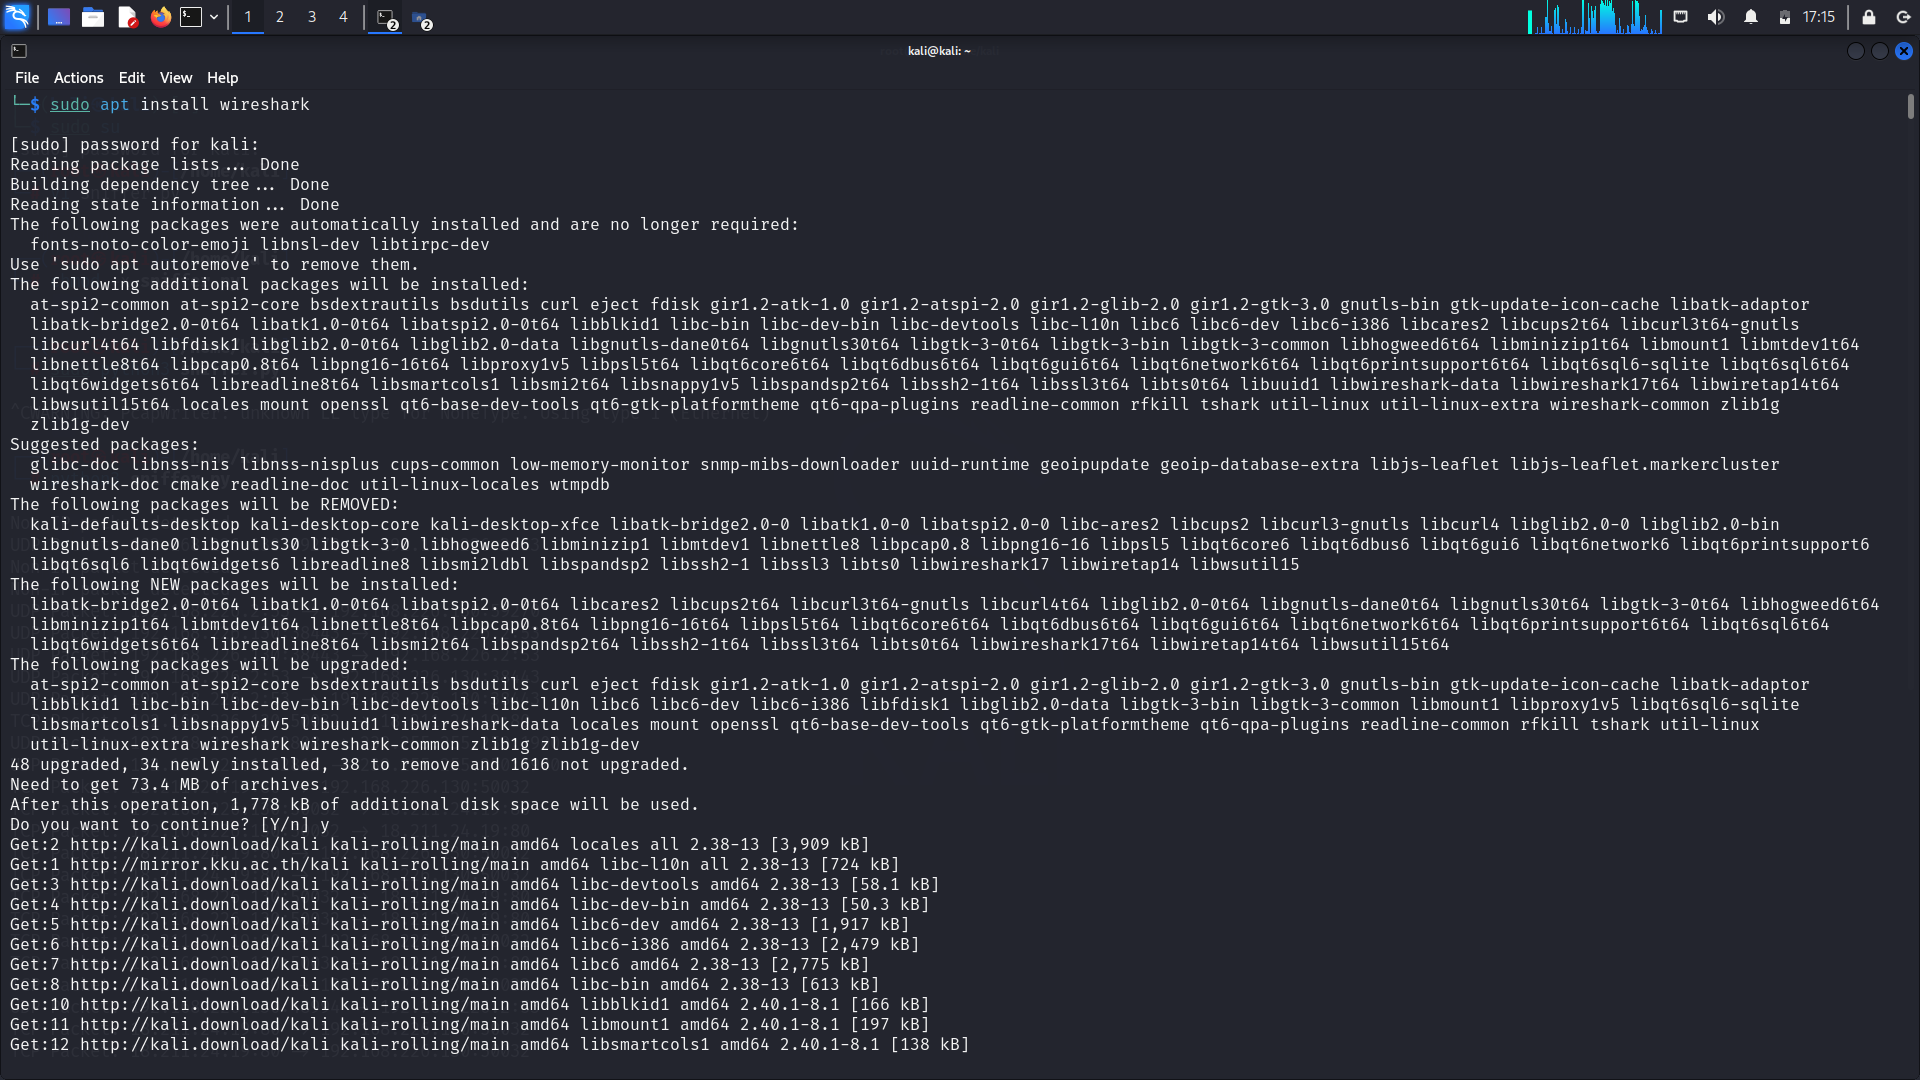 1 2 3 4 2 2 17:15
kali@kali: ~
File Actions Edit View Help
└─$ sudo apt install wireshark
[sudo] password for kali:
Reading package lists... Done
Building dependency tree... Done
Reading state information... Done
The following packages were automatically installed and are no longer required:
fonts-noto-color-emoji libnsl-dev libtirpc-dev
Use 'sudo apt autoremove' to remove them.
The following additional packages will be installed:
at-spi2-common at-spi2-core bsdextrautils bsdutils curl eject fdisk gir1.2-atk-1.0 gir1.2-atspi-2.0 gir1.2-glib-2.0 gir1.2-gtk-3.0 gnutls-bin gtk-update-icon-cache libatk-adaptor
libatk-bridge2.0-0t64 libatk1.0-0t64 libatspi2.0-0t64 libblkid1 libc-bin libc-dev-bin libc-devtools libc-l10n libc6 libc6-dev libc6-i386 libcares2 libcups2t64 libcurl3t64-gnutls
libcurl4t64 libfdisk1 libglib2.0-0t64 libglib2.0-data libgnutls-dane0t64 libgnutls30t64 libgtk-3-0t64 libgtk-3-bin libgtk-3-common libhogweed6t64 libminizip1t64 libmount1 libmtdev1t64
libnettle8t64 libpcap0.8t64 libpng16-16t64 libproxy1v5 libpsl5t64 libqt6core6t64 libqt6dbus6t64 libqt6gui6t64 libqt6network6t64 libqt6printsupport6t64 libqt6sql6-sqlite libqt6sql6t64
libqt6widgets6t64 libreadline8t64 libsmartcols1 libsmi2t64 libsnappy1v5 libspandsp2t64 libssh2-1t64 libssl3t64 libts0t64 libuuid1 libwireshark-data libwireshark17t64 libwiretap14t64
libwsutil15t64 locales mount openssl qt6-base-dev-tools qt6-gtk-platformtheme qt6-qpa-plugins readline-common rfkill tshark util-linux util-linux-extra wireshark-common zlib1g
zlib1g-dev
Suggested packages:
glibc-doc libnss-nis libnss-nisplus cups-common low-memory-monitor snmp-mibs-downloader uuid-runtime geoipupdate geoip-database-extra libjs-leaflet libjs-leaflet.markercluster
wireshark-doc cmake readline-doc util-linux-locales wtmpdb
The following packages will be REMOVED:
kali-defaults-desktop kali-desktop-core kali-desktop-xfce libatk-bridge2.0-0 libatk1.0-0 libatspi2.0-0 libc-ares2 libcups2 libcurl3-gnutls libcurl4 libglib2.0-0 libglib2.0-bin
libgnutls-dane0 libgnutls30 libgtk-3-0 libhogweed6 libminizip1 libmtdev1 libnettle8 libpcap0.8 libpng16-16 libpsl5 libqt6core6 libqt6dbus6 libqt6gui6 libqt6network6 libqt6printsupport6
libqt6sql6 libqt6widgets6 libreadline8 libsmi2ldbl libspandsp2 libssh2-1 libssl3 libts0 libwireshark17 libwiretap14 libwsutil15
The following NEW packages will be installed:
libatk-bridge2.0-0t64 libatk1.0-0t64 libatspi2.0-0t64 libcares2 libcups2t64 libcurl3t64-gnutls libcurl4t64 libglib2.0-0t64 libgnutls-dane0t64 libgnutls30t64 libgtk-3-0t64 libhogweed6t64
libminizip1t64 libmtdev1t64 libnettle8t64 libpcap0.8t64 libpng16-16t64 libpsl5t64 libqt6core6t64 libqt6dbus6t64 libqt6gui6t64 libqt6network6t64 libqt6printsupport6t64 libqt6sql6t64
libqt6widgets6t64 libreadline8t64 libsmi2t64 libspandsp2t64 libssh2-1t64 libssl3t64 libts0t64 libwireshark17t64 libwiretap14t64 libwsutil15t64
The following packages will be upgraded:
at-spi2-common at-spi2-core bsdextrautils bsdutils curl eject fdisk gir1.2-atk-1.0 gir1.2-atspi-2.0 gir1.2-glib-2.0 gir1.2-gtk-3.0 gnutls-bin gtk-update-icon-cache libatk-adaptor
libblkid1 libc-bin libc-dev-bin libc-devtools libc-l10n libc6 libc6-dev libc6-i386 libfdisk1 libglib2.0-data libgtk-3-bin libgtk-3-common libmount1 libproxy1v5 libqt6sql6-sqlite
libsmartcols1 libsnappy1v5 libuuid1 libwireshark-data locales mount openssl qt6-base-dev-tools qt6-gtk-platformtheme qt6-qpa-plugins readline-common rfkill tshark util-linux
util-linux-extra wireshark wireshark-common zlib1g zlib1g-dev
48 upgraded, 34 newly installed, 38 to remove and 1616 not upgraded.
Need to get 73.4 MB of archives.
After this operation, 1,778 kB of additional disk space will be used.
Do you want to continue? [Y/n] y
Get:2 http://kali.download/kali kali-rolling/main amd64 locales all 2.38-13 [3,909 kB]
Get:1 http://mirror.kku.ac.th/kali kali-rolling/main amd64 libc-l10n all 2.38-13 [724 kB]
Get:3 http://kali.download/kali kali-rolling/main amd64 libc-devtools amd64 2.38-13 [58.1 kB]
Get:4 http://kali.download/kali kali-rolling/main amd64 libc-dev-bin amd64 2.38-13 [50.3 kB]
Get:5 http://kali.download/kali kali-rolling/main amd64 libc6-dev amd64 2.38-13 [1,917 kB]
Get:6 http://kali.download/kali kali-rolling/main amd64 libc6-i386 amd64 2.38-13 [2,479 kB]
Get:7 http://kali.download/kali kali-rolling/main amd64 libc6 amd64 2.38-13 [2,775 kB]
Get:8 http://kali.download/kali kali-rolling/main amd64 libc-bin amd64 2.38-13 [613 kB]
Get:10 http://kali.download/kali kali-rolling/main amd64 libblkid1 amd64 2.40.1-8.1 [166 kB]
Get:11 http://kali.download/kali kali-rolling/main amd64 libmount1 amd64 2.40.1-8.1 [197 kB]
Get:12 http://kali.download/kali kali-rolling/main amd64 libsmartcols1 amd64 2.40.1-8.1 [138 kB]